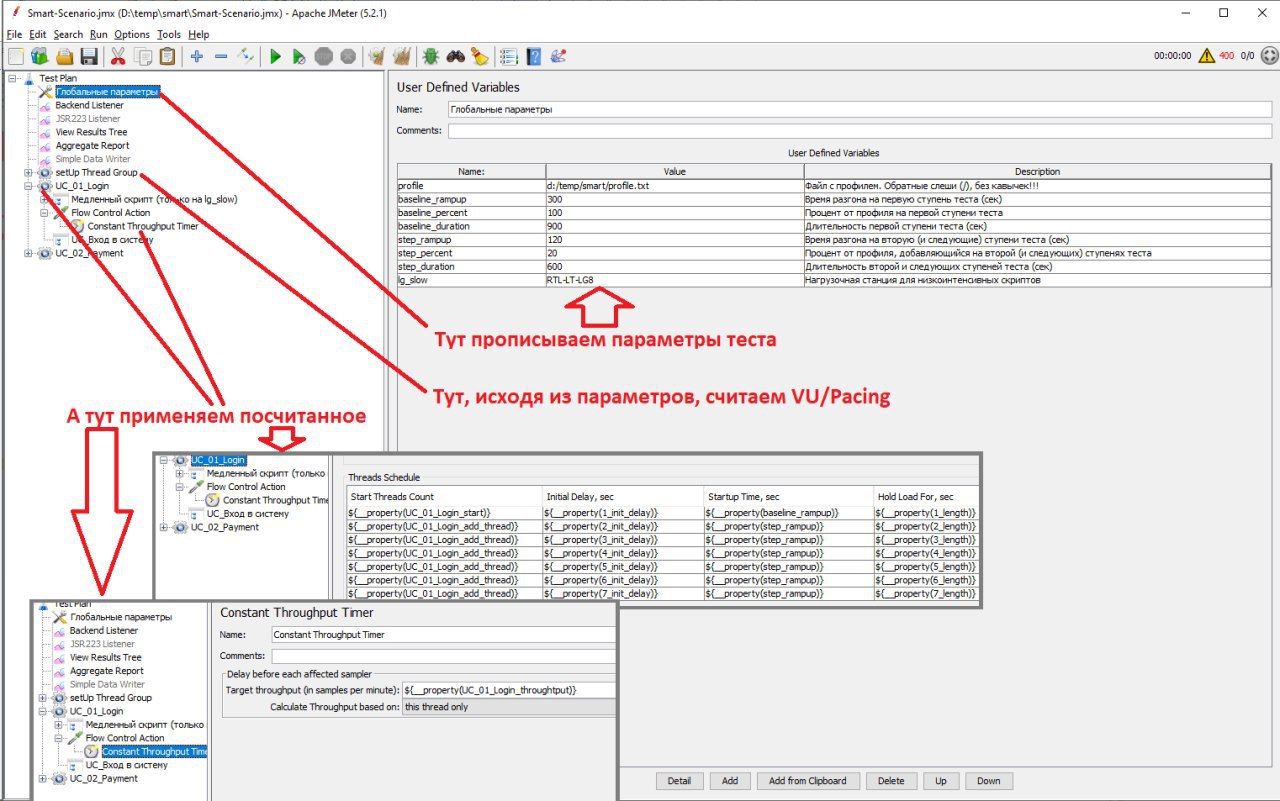 Smart-Scenario.jmx (D:\temp\smart\Smart-Scenario.jmx) - Apache JMeter (5.2.1)
File Edit Search Run Options Tools Help
00:00:00 400 0/0
Test Plan
Глобальные параметры
Backend Listener
JSR223 Listener
View Results Tree
Aggregate Report
Simple Data Writer
setUp Thread Group
UC_01_Login
Медленный скрипт (только на lg_slow)
Flow Control Action
Constant Throughput Timer
UC_Вход в систему
UC_02_Payment
User Defined Variables
Name: Глобальные параметры
Comments:
User Defined Variables
Name: Value Description
profile d:/temp/smart/profile.txt Файл с профилем. Обратные слеши (/), без кавычек!!!
baseline_rampup 300 Время разгона на первую ступень теста (сек)
baseline_percent 100 Процент от профиля на первой ступени теста
baseline_duration 900 Длительность первой ступени теста (сек)
step_rampup 120 Время разгона на вторую (и следующие) ступени теста (сек)
step_percent 20 Процент от профиля, добавляющийся на второй (и следующих) ступенях теста
step_duration 600 Длительность второй и следующих ступеней теста (сек)
lg_slow RTL-LT-LG8 Нагрузочная станция для низкоинтенсивных скриптов
Тут прописываем параметры теста
Тут, исходя из параметров, считаем VU/Pacing
А тут применяем посчитанное
UC_01_Login
Медленный скрипт (только
Flow Control Action
Constant Throughput Time
UC_Вход в систему
UC_02_Payment
Threads Schedule
Start Threads Count Initial Delay, sec Startup Time, sec Hold Load For, sec
${__property(UC_01_Login_start)} ${__property(1_init_delay)} ${__property(baseline_rampup)} ${__property(1_length)}
${__property(UC_01_Login_add_thread)} ${__property(2_init_delay)} ${__property(step_rampup)} ${__property(2_length)}
${__property(UC_01_Login_add_thread)} ${__property(3_init_delay)} ${__property(step_rampup)} ${__property(3_length)}
${__property(UC_01_Login_add_thread)} ${__property(4_init_delay)} ${__property(step_rampup)} ${__property(4_length)}
${__property(UC_01_Login_add_thread)} ${__property(5_init_delay)} ${__property(step_rampup)} ${__property(5_length)}
${__property(UC_01_Login_add_thread)} ${__property(6_init_delay)} ${__property(step_rampup)} ${__property(6_length)}
${__property(UC_01_Login_add_thread)} ${__property(7_init_delay)} ${__property(step_rampup)} ${__property(7_length)}
Test Plan
Глобальные параметры
Backend Listener
JSR223 Listener
View Results Tree
Aggregate Report
Simple Data Writer
setUp Thread Group
UC_01_Login
Медленный скрипт (только
Flow Control Action
Constant Throughput Time
UC_Вход в систему
UC_02_Payment
Constant Throughput Timer
Name: Constant Throughput Timer
Comments:
Delay before each affected sampler
Target throughput (in samples per minute): ${__property(UC_01_Login_throughtput)}
Calculate Throughput based on: this thread only
Detail Add Add from Clipboard Delete Up Down